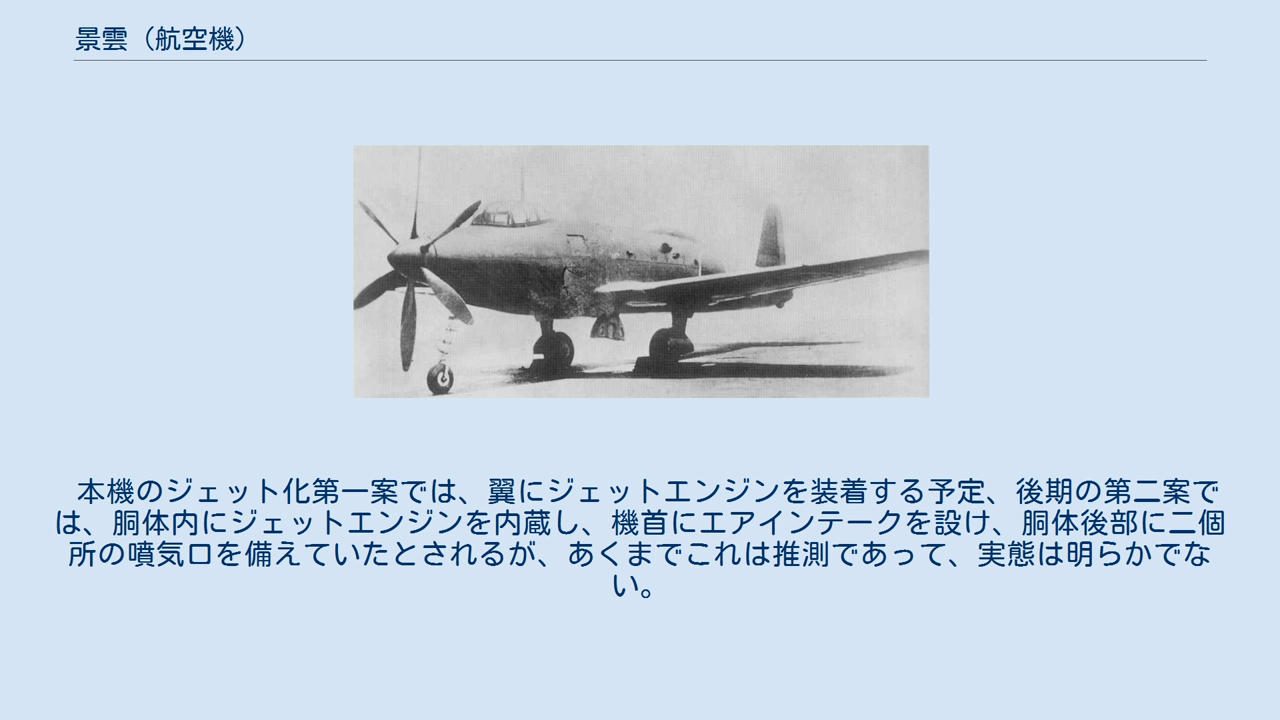 景雲（航空機）
本機のジェット化第一案では、翼にジェットエンジンを装着する予定、後期の第二案で
は、胴体内にジェットエンジンを内蔵し、機首にエアインテークを設け、胴体後部に二個
所の噴気口を備えていたとされるが、あくまでこれは推測であって、実態は明らかでな
い。